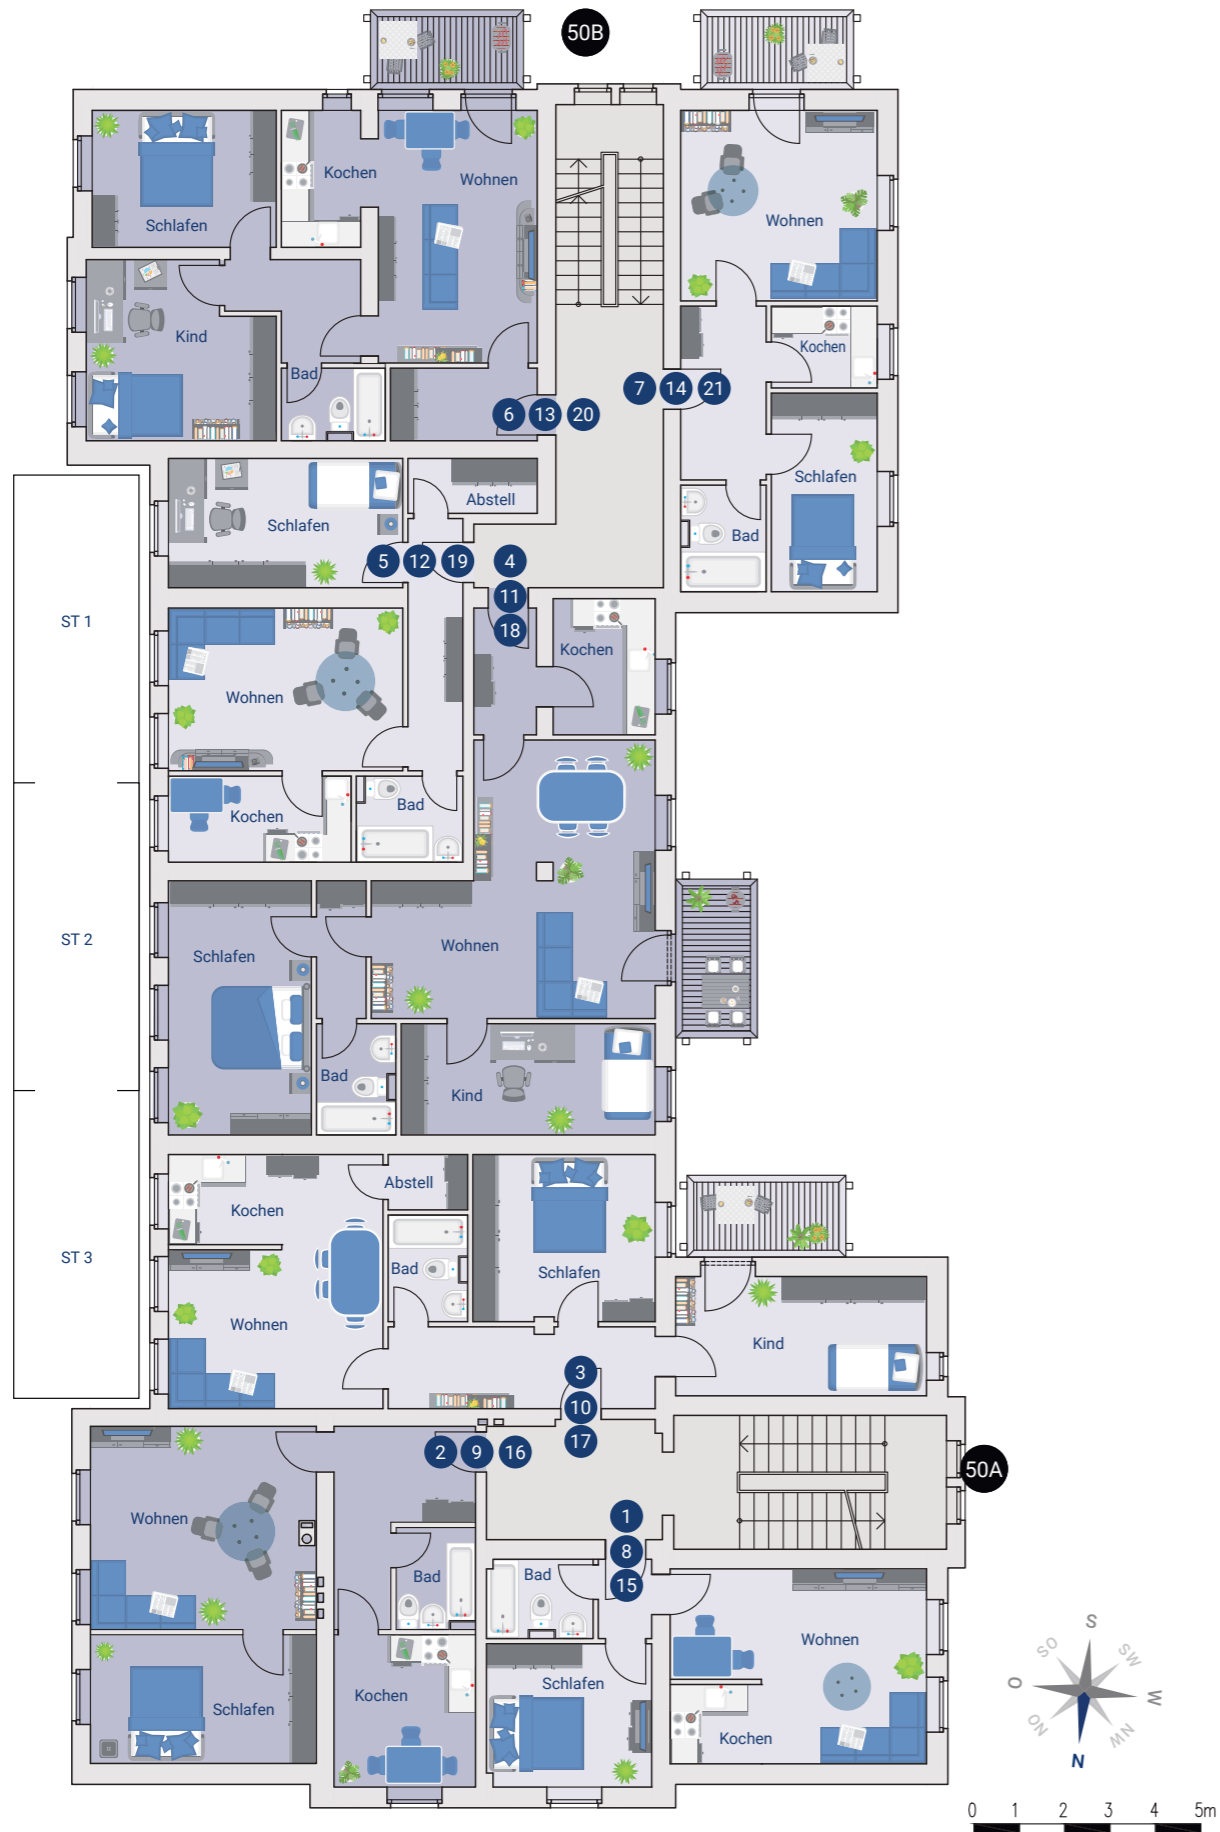 50B
Kochen
Wohnen
Schlafen
Wohnen
Kind
Kochen
Bad
7 14 21
6 13 20
Schlafen
Abstell
Schlafen
Bad
5 12 19
4
11
18
ST 1
Kochen
Wohnen
Kochen
Bad
ST 2
Schlafen
Wohnen
Bad
Kind
Abstell
Kochen
ST 3
Bad
Schlafen
Wohnen
Kind
3
10
17
2 9 16
50A
Wohnen
1
8
15
Bad
Bad
Wohnen
Schlafen
Kochen
Schlafen
Kochen
S
SO
SW
O
W
NO
NW
N
0 1 2 3 4 5m